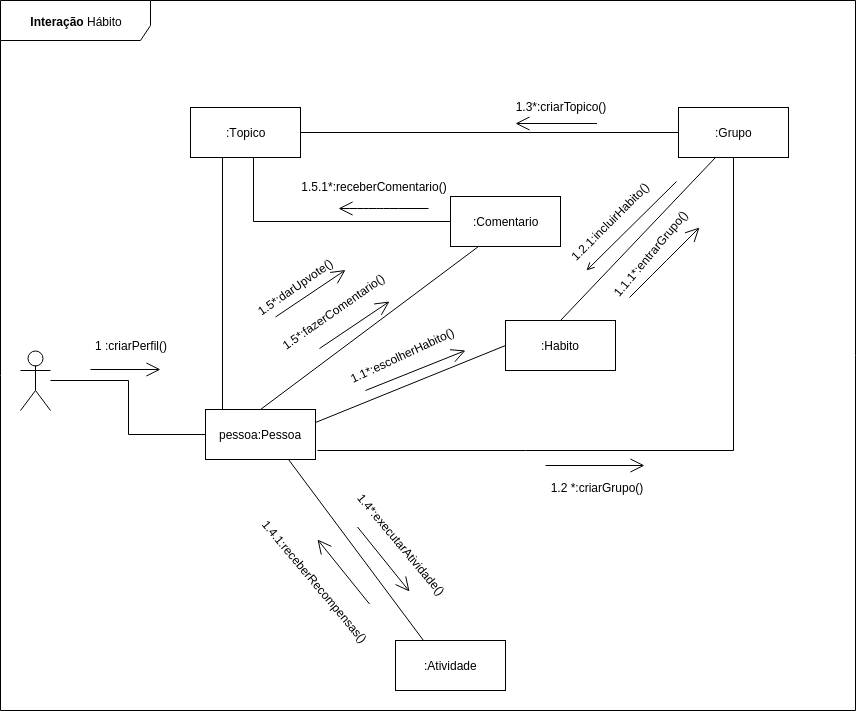 Interação Hábito
1.3*:criarTopico()
:Topico
:Grupo
1.5.1*:receberComentario()
:Comentario
1.2.1:incluirHabito()
1.1.1*:entrarGrupo()
1.5*:darUpvote()
1.5*:fazerComentario()
1 :criarPerfil()
1.1*:escolherHabito()
:Habito
pessoa:Pessoa
1.2 *:criarGrupo()
1.4*:executarAtividade()
1.4.1:receberRecompensas()
:Atividade